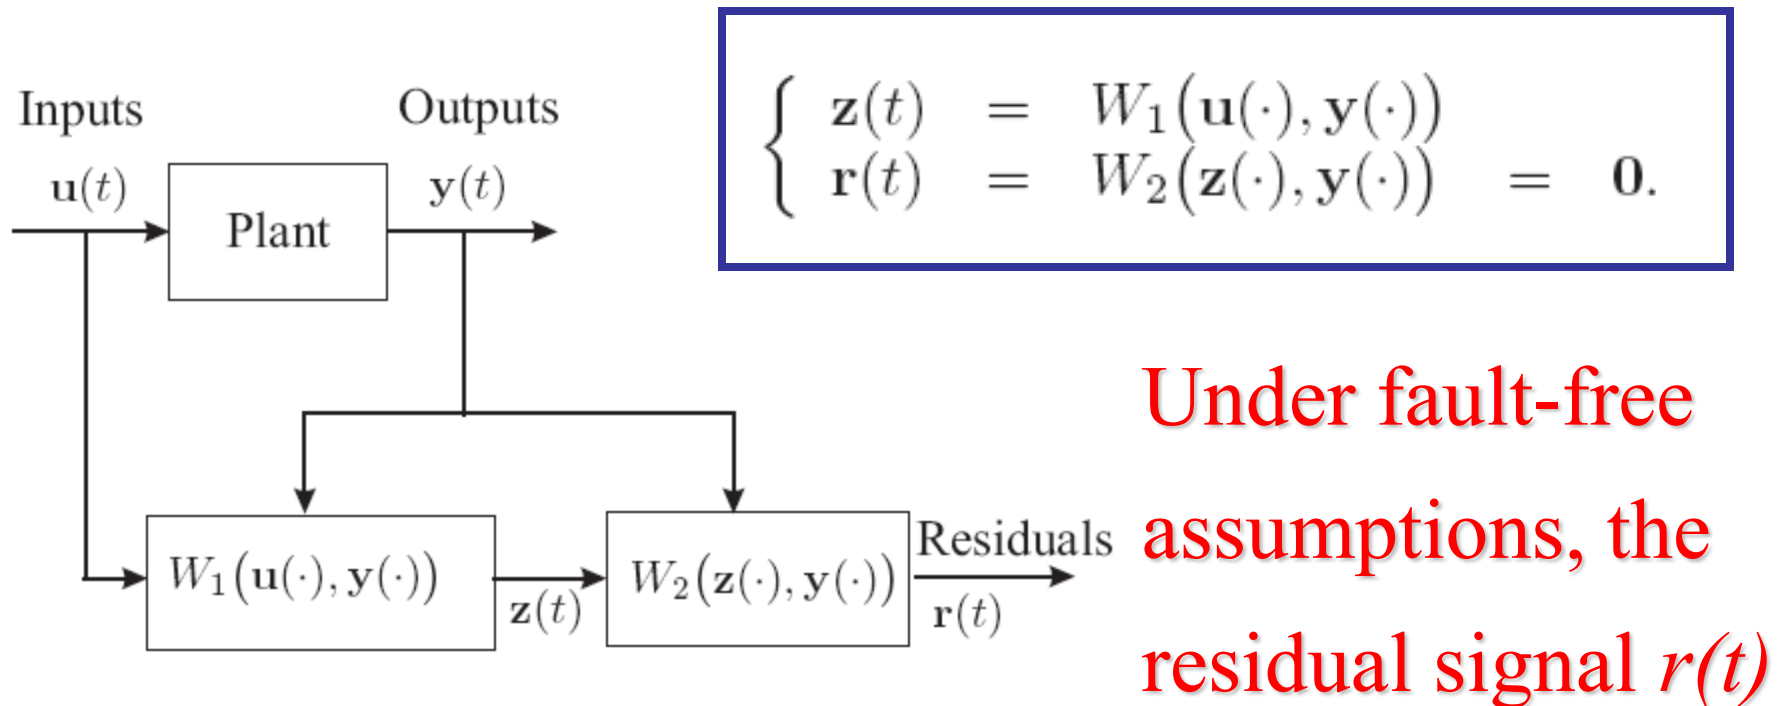 Inputs
Outputs
u(t)
y(t)
Plant
z(t) = W₁(u(·), y(·))
r(t) = W₂(z(·), y(·)) = 0.
W₁(u(·), y(·))
z(t)
W₂(z(·), y(·))
Residuals
r(t)
Under fault-free
assumptions, the
residual signal r(t)